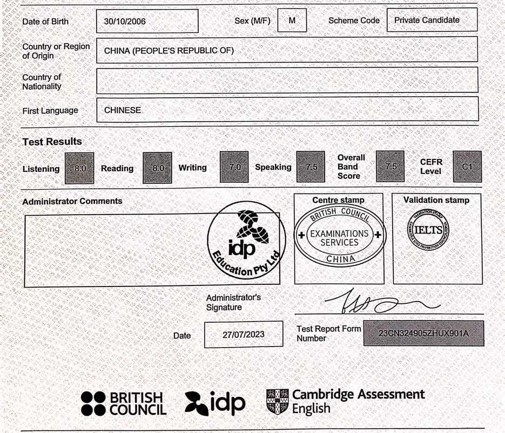 Date of Birth 30/10/2006 Sex (M/F) M Scheme Code Private Candidate
Country or Region of Origin CHINA (PEOPLE'S REPUBLIC OF)
Country of Nationality
First Language CHINESE
Test Results
Listening 8.0 Reading 8.0 Writing 7.0 Speaking 7.5 Overall Band Score 7.5 CEFR Level C1
Administrator Comments Centre stamp Validation stamp
idp
Education Pty Ltd
BRITISH COUNCIL
EXAMINATIONS
SERVICES
CHINA
IELTS
Administrator's
Signature
Date 27/07/2023 Test Report Form Number 23CN324905ZHUX901A
BRITISH
COUNCIL
idp
Cambridge Assessment
English